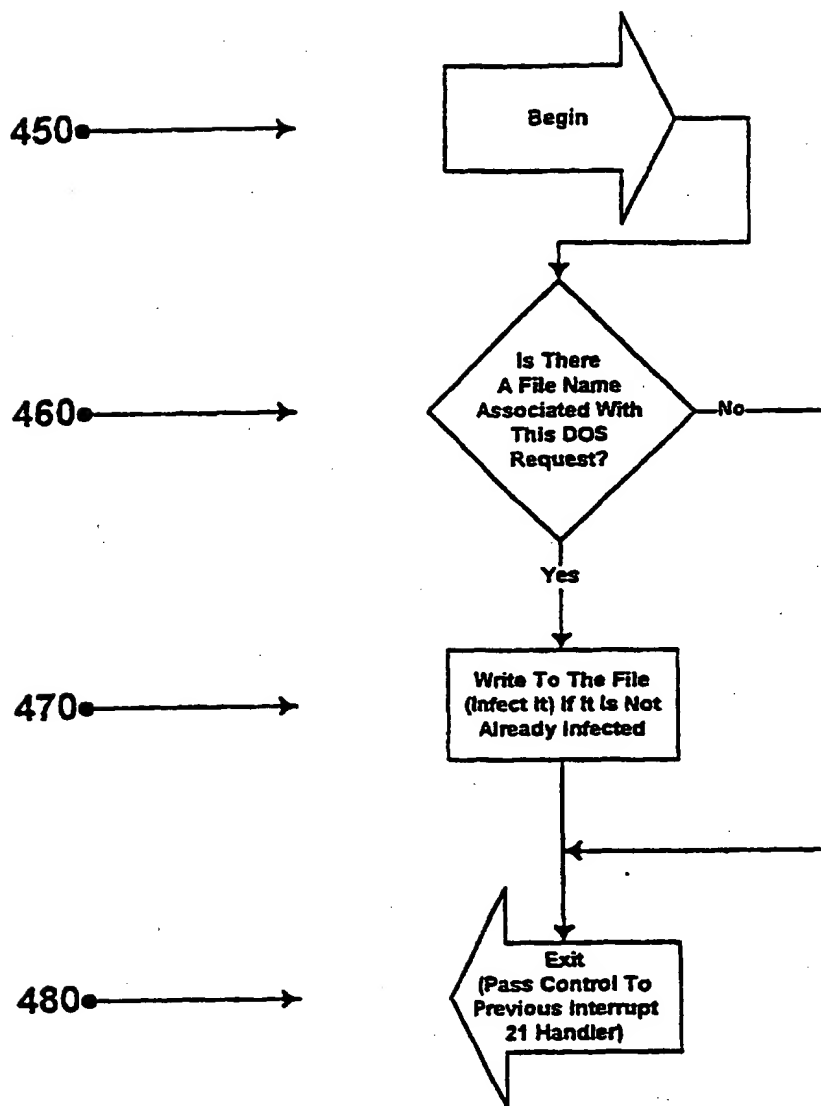 450
Begin
460
Is There
A File Name
Associated With
This DOS
Request?
No
Yes
470
Write To The File
(Infect It) If It Is Not
Already Infected
480
Exit
(Pass Control To
Previous Interrupt
21 Handler)